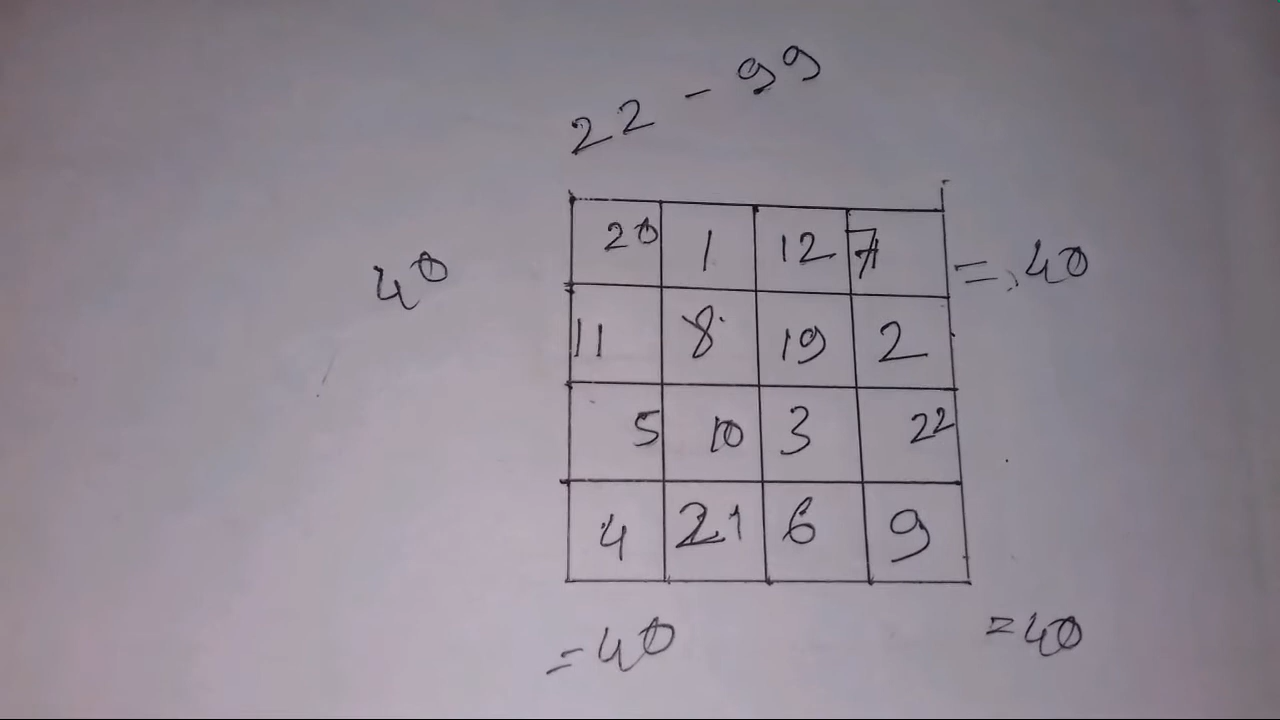 22 - 99
40
20 1 12 7 = 40
11 8 19 2
5 10 3 22
4 21 6 9
= 40 = 40